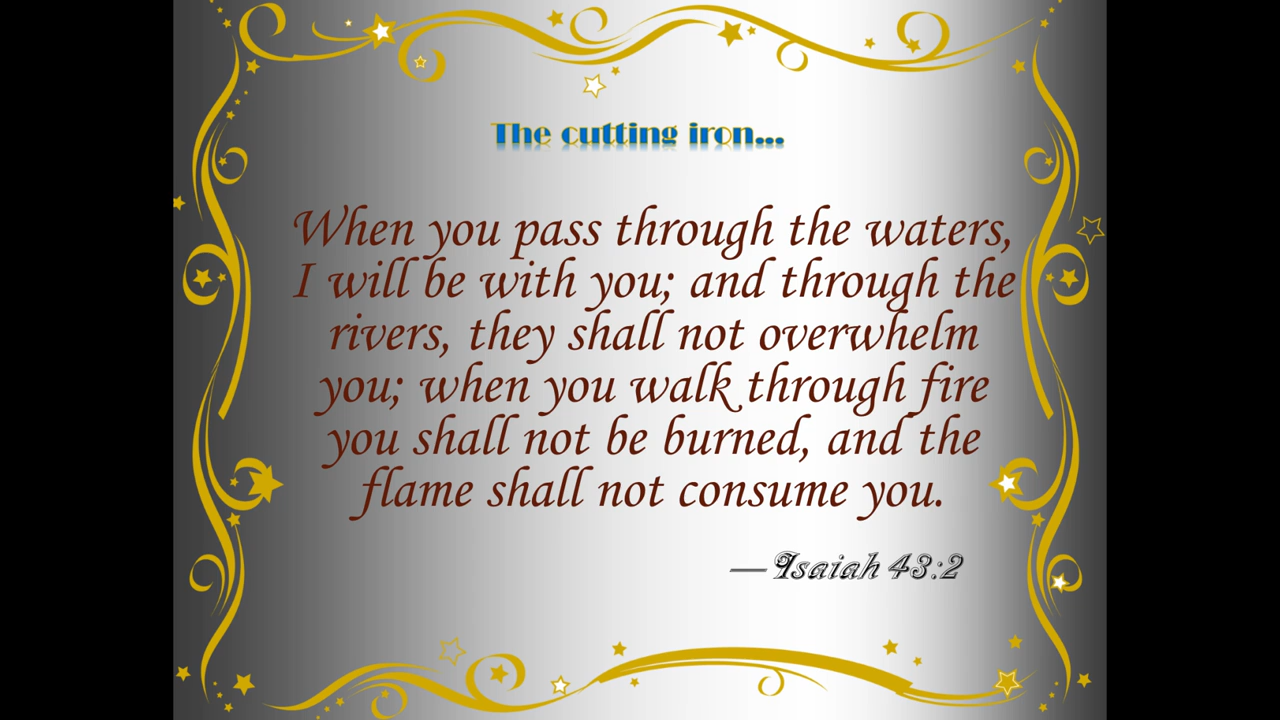 The cutting iron...
When you pass through the waters,
I will be with you; and through the
rivers, they shall not overwhelm
you; when you walk through fire
you shall not be burned, and the
flame shall not consume you.
—Isaiah 43:2